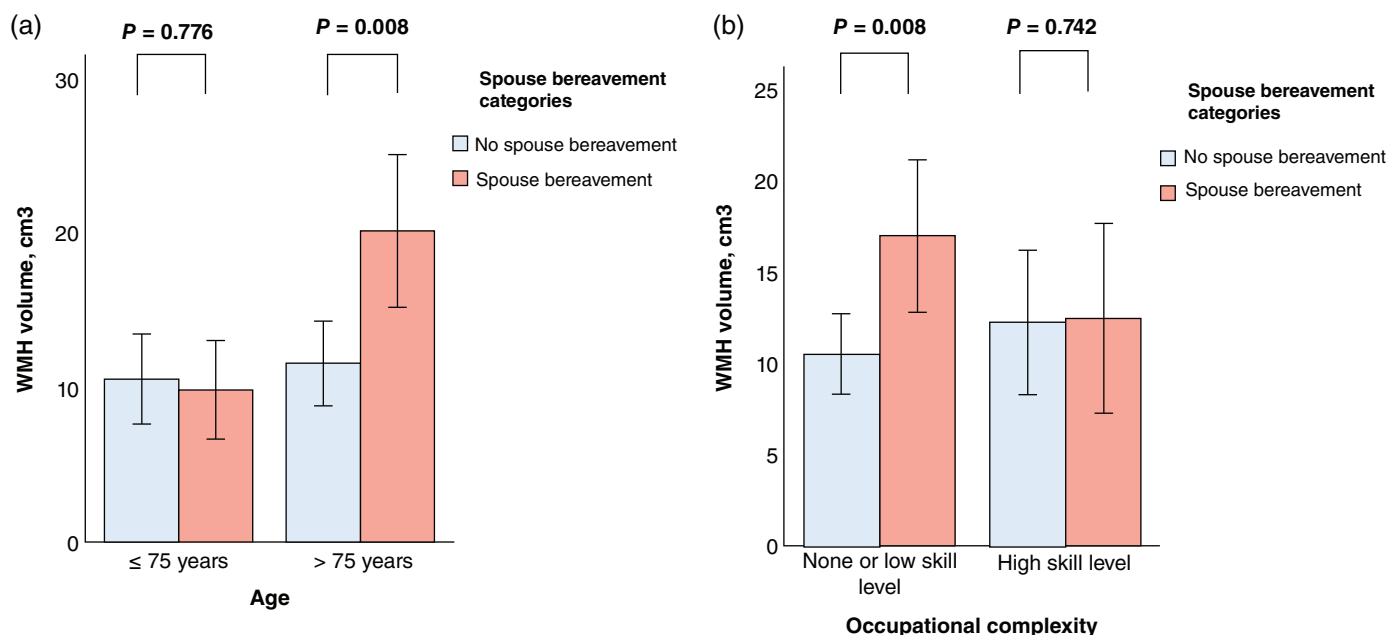 (a)
P = 0.776
P = 0.008
30
20
10
0
WMH volume, cm3
≤ 75 years
> 75 years
Age
Spouse bereavement
categories
No spouse bereavement
Spouse bereavement
(b)
P = 0.008
P = 0.742
25
20
15
10
5
0
WMH volume, cm3
None or low skill
level
High skill level
Occupational complexity
Spouse bereavement
categories
No spouse bereavement
Spouse bereavement